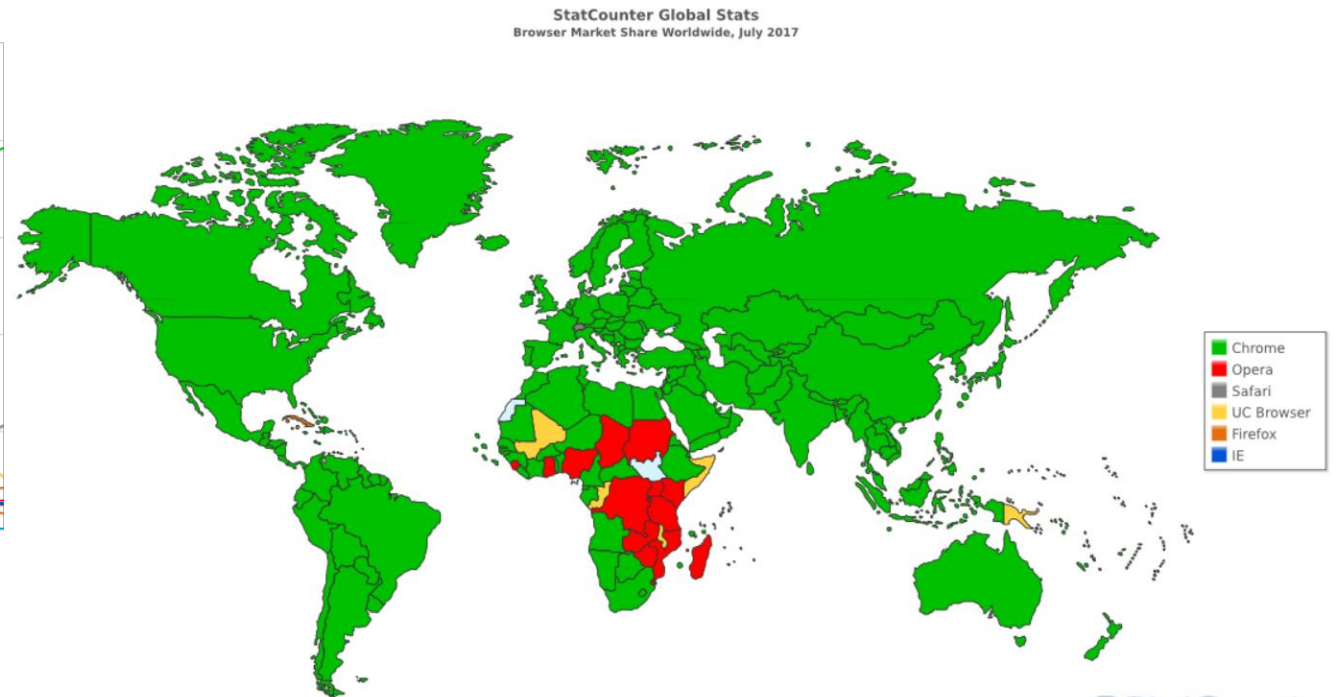 StatCounter Global Stats
Browser Market Share Worldwide, July 2017
Chrome
Opera
Safari
UC Browser
Firefox
IE